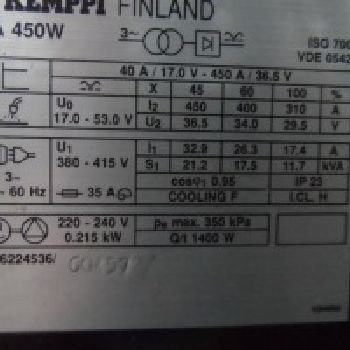 KEMPPI FINLAND
A 450W
3~
ISO 700
VDE 0542
40 A / 17.0 V - 450 A / 36.5 V
X 45 60 100 %
U0 I2 450 400 310 A
17.0 - 53.0 V U2 36.5 34.0 29.5 V
U1 I1 32.9 26.3 17.4 A
380 - 415 V S1 21.2 17.5 11.7 kVA
3~ cosφ1 0.95 IP 23
60 Hz 35 A COOLING F I.CL. H
220 - 240 V pe max. 350 kPa
0.215 kW Q1 1400 W
6224536/